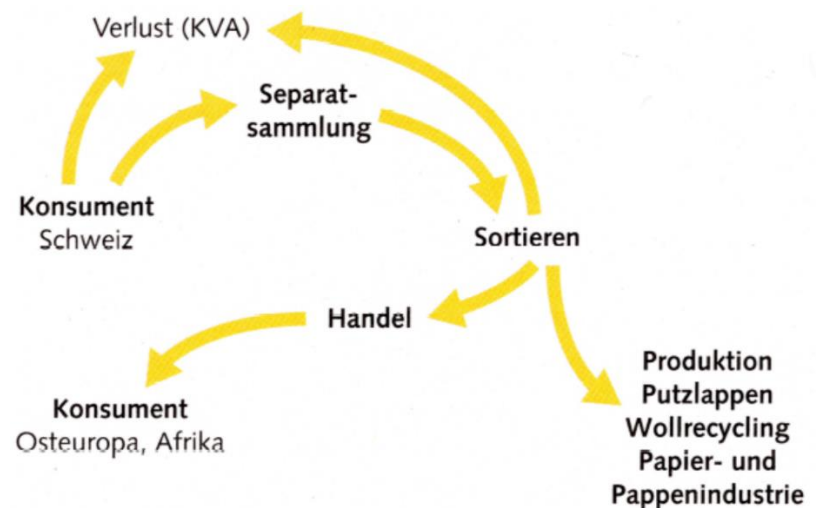 Verlust (KVA)
Separat-
sammlung
Konsument
Schweiz
Sortieren
Handel
Konsument
Osteuropa, Afrika
Produktion
Putzlappen
Wollrecycling
Papier- und
Pappenindustrie